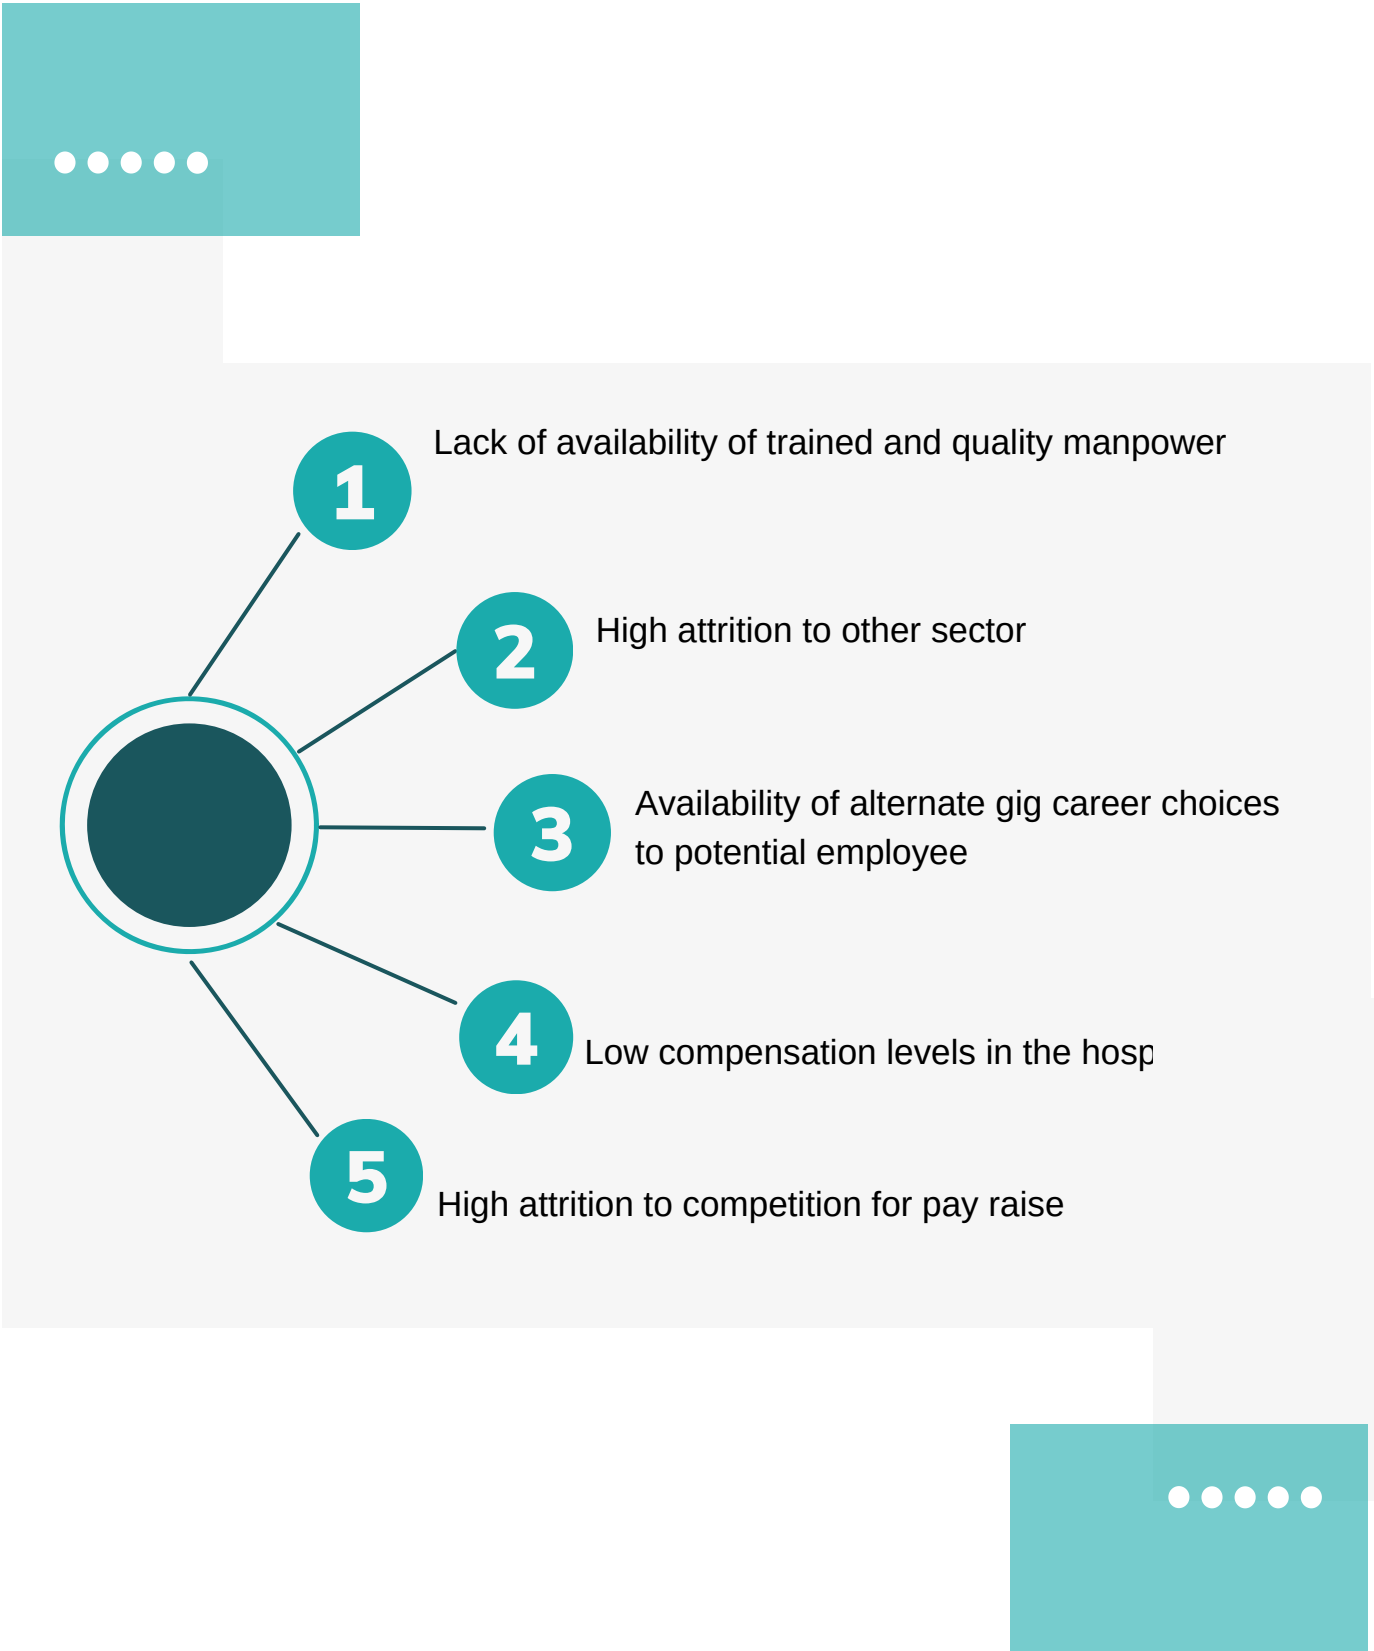 1
Lack of availability of trained and quality manpower
2
High attrition to other sector
3
Availability of alternate gig career choices
to potential employee
4
Low compensation levels in the hosp
5
High attrition to competition for pay raise